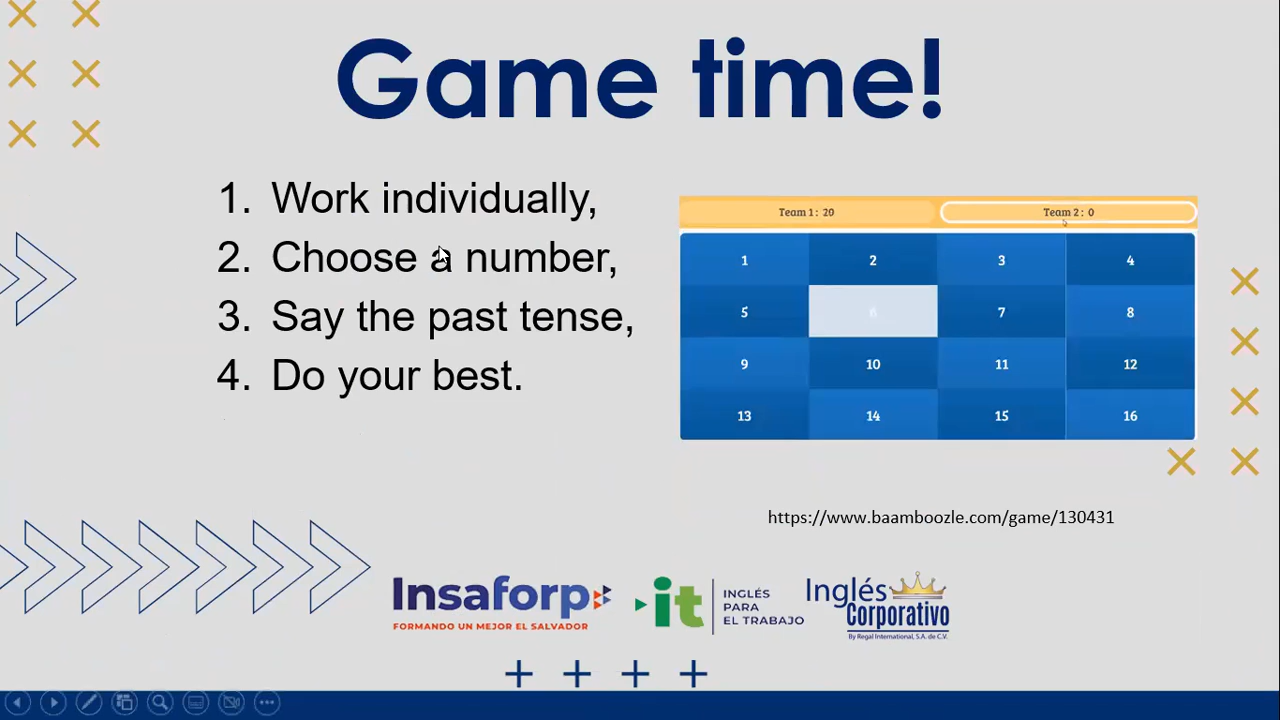 Game time!
1. Work individually,
2. Choose a number,
3. Say the past tense,
4. Do your best.
Team 1: 20
Team 2: 0
1 2 3 4
5 6 7 8
9 10 11 12
13 14 15 16
https://www.baamboozle.com/game/130431
Insaforp
FORMANDO UN MEJOR EL SALVADOR
it
INGLÉS
PARA
EL TRABAJO
Inglés
Corporativo
By Regal International, S.A. de C.V.